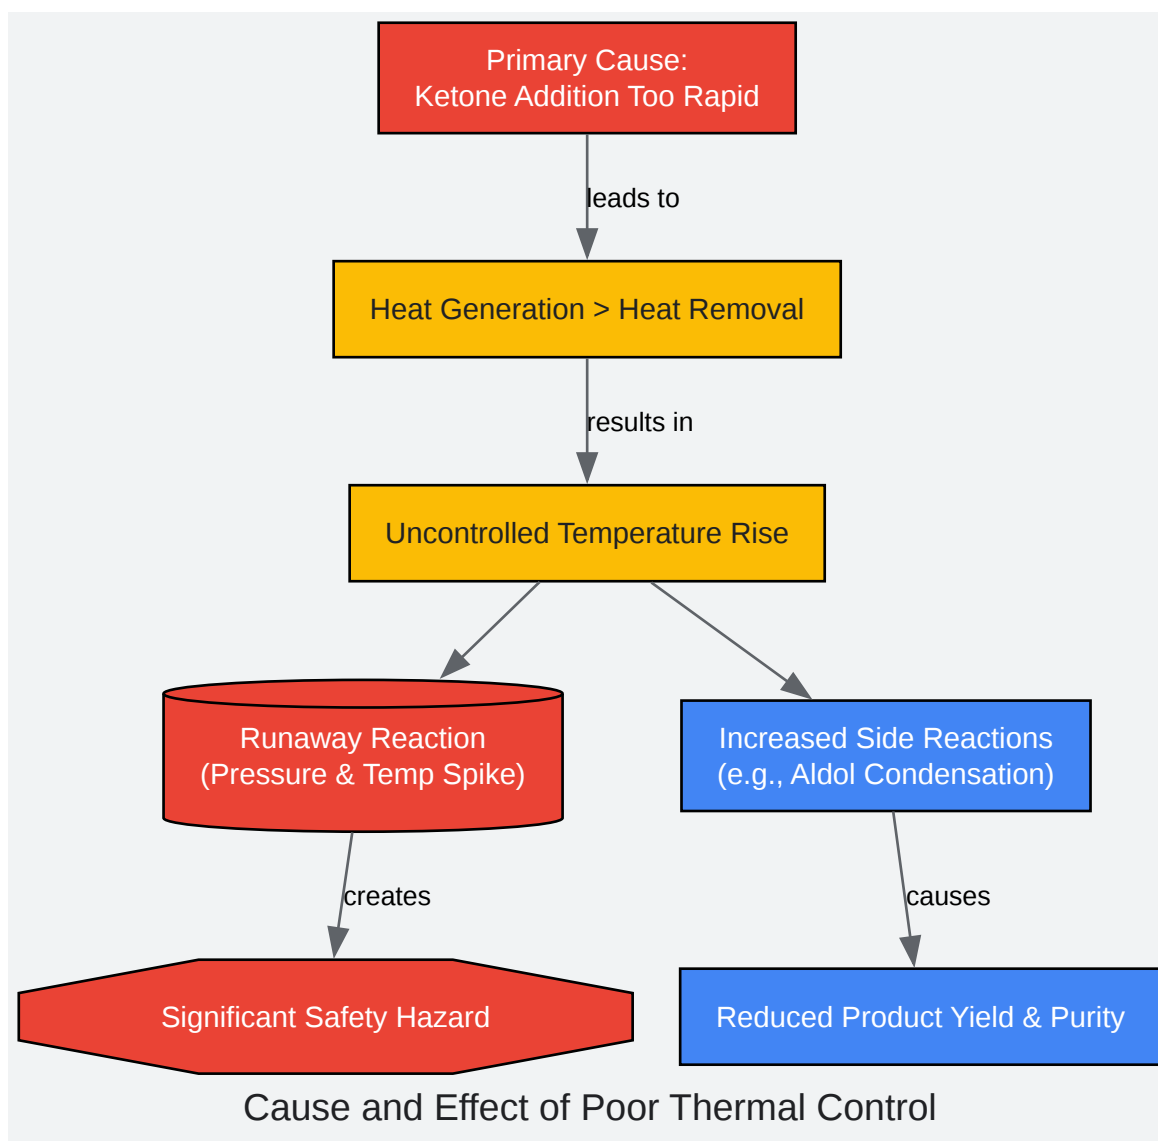 Primary Cause:
Ketone Addition Too Rapid
leads to
Heat Generation > Heat Removal
results in
Uncontrolled Temperature Rise
Runaway Reaction
(Pressure & Temp Spike)
Increased Side Reactions
(e.g., Aldol Condensation)
creates
causes
Significant Safety Hazard
Reduced Product Yield & Purity
Cause and Effect of Poor Thermal Control